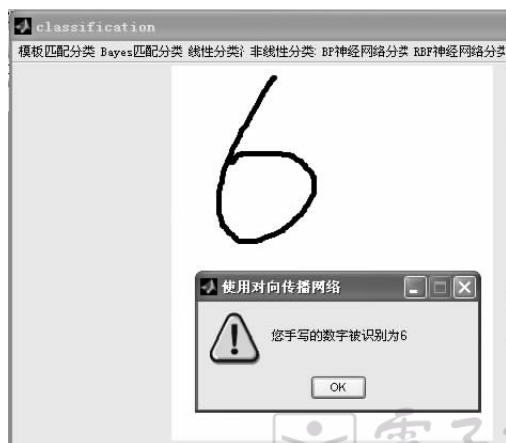 classification
模板匹配分类 Bayes匹配分类 线性分类 非线性分类 BP神经网络分类 RBF神经网络分类
6
使用对向传播网络
您手写的数字被识别为6
OK
电子